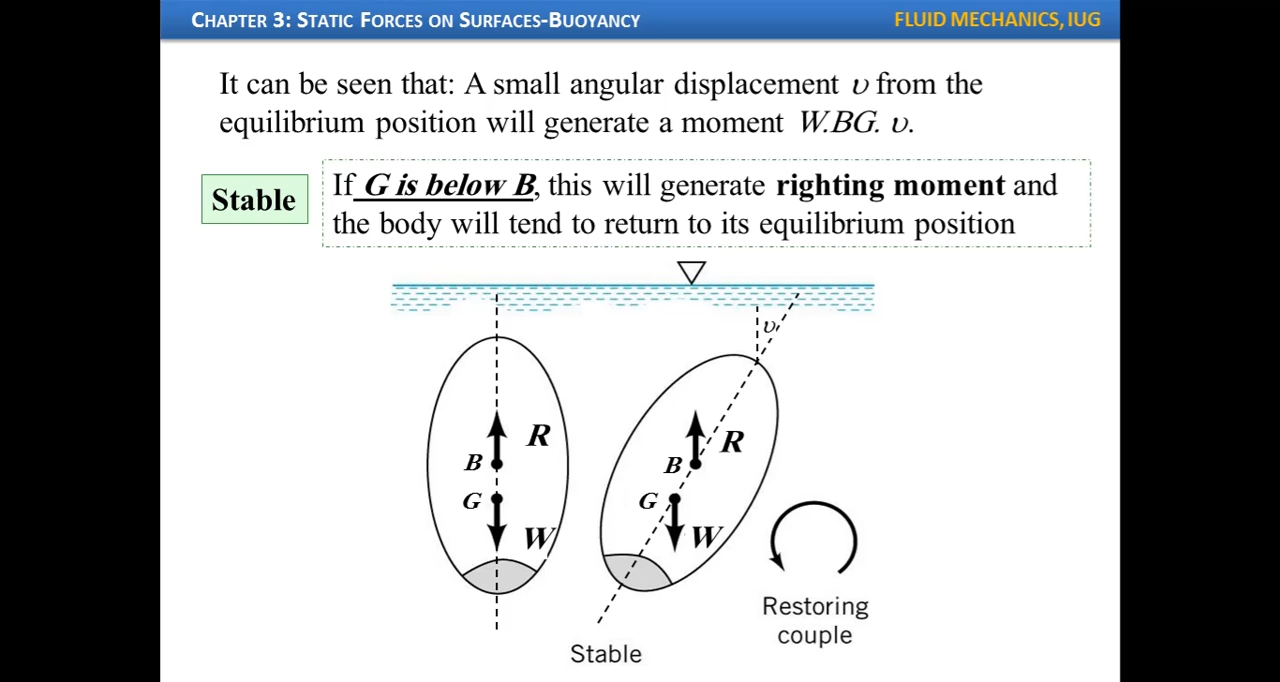 CHAPTER 3: STATIC FORCES ON SURFACES-BUOYANCY
FLUID MECHANICS, IUG
It can be seen that: A small angular displacement υ from the
equilibrium position will generate a moment W.BG. υ.
Stable
If G is below B, this will generate righting moment and
the body will tend to return to its equilibrium position
υ
R
B
G
W
R
B
G
W
Restoring
couple
Stable